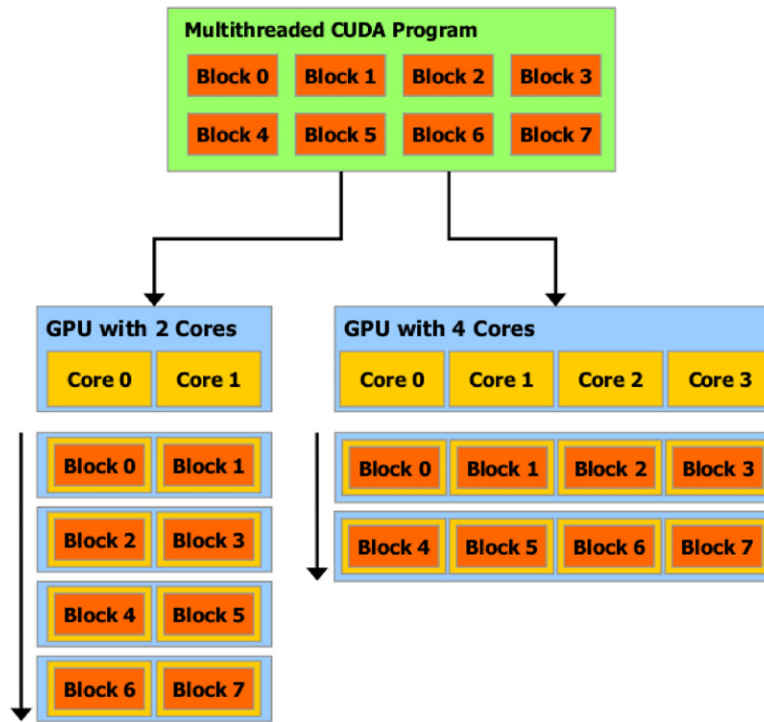 Multithreaded CUDA Program
Block 0 Block 1 Block 2 Block 3
Block 4 Block 5 Block 6 Block 7
GPU with 2 Cores
Core 0 Core 1
Block 0 Block 1
Block 2 Block 3
Block 4 Block 5
Block 6 Block 7
GPU with 4 Cores
Core 0 Core 1 Core 2 Core 3
Block 0 Block 1 Block 2 Block 3
Block 4 Block 5 Block 6 Block 7